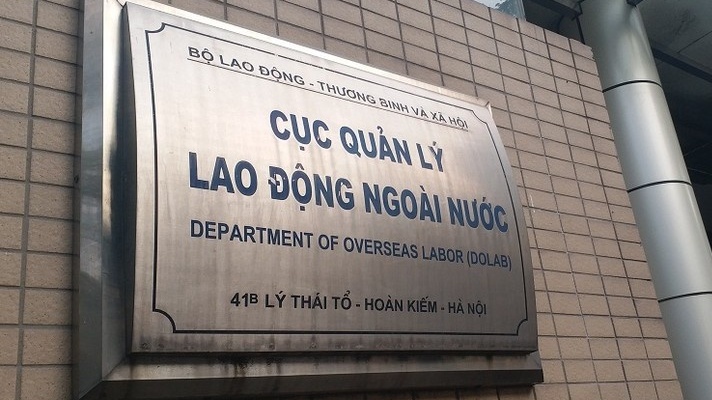 BỘ LAO ĐỘNG - THƯƠNG BINH VÀ XÃ HỘI
CỤC QUẢN LÝ
LAO ĐỘNG NGOÀI NƯỚC
DEPARTMENT OF OVERSEAS LABOR (DOLAB)
41B LÝ THÁI TỔ - HOÀN KIẾM - HÀ NỘI